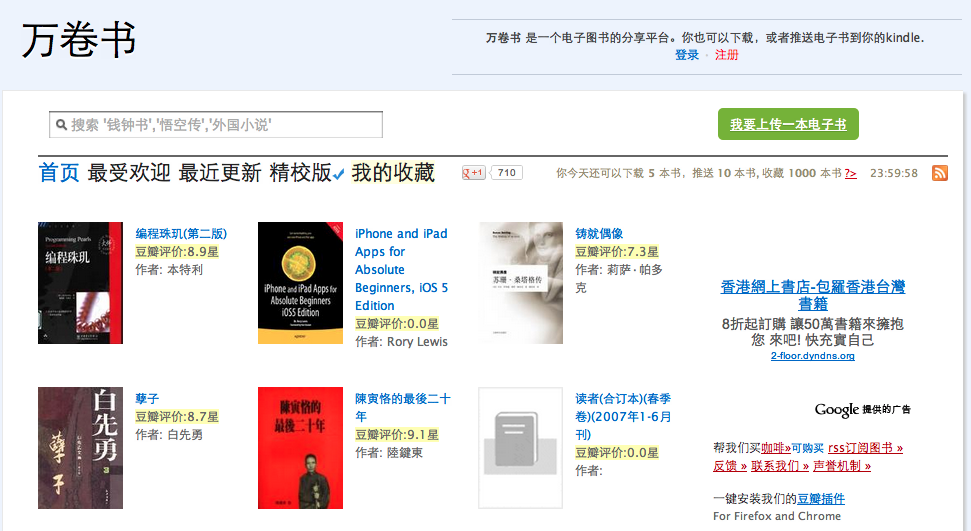 万卷书
万卷书 是一个电子图书的分享平台。你也可以下载，或者推送电子书到你的kindle.
登录 - 注册
搜索 '钱钟书','悟空传','外国小说'
我要上传一本电子书
首页 最受欢迎 最近更新 精校版 我的收藏
+1 710
你今天还可以下载 5 本书，推送 10 本书, 收藏 1000 本书 ?> 23:59:58
Programming Pearls
编程珠玑
编程珠玑(第二版)
豆瓣评价:8.9星
作者: 本特利
iPhone and iPad Apps for
Absolute Beginners
iOS5 Edition
iPhone and iPad
Apps for
Absolute
Beginners, iOS 5
Edition
豆瓣评价:0.0星
作者: Rory Lewis
苏珊·桑塔格传
铸就偶像
豆瓣评价:7.3星
作者: 莉萨·帕多
克
香港網上書店-包羅香港台灣
書籍
8折起訂購 讓50萬書籍來擁抱
您 來吧! 快充實自己
2-floor.dyndns.org
白先勇
孽子
3
孽子
豆瓣评价:8.7星
作者: 白先勇
陳寅恪的
最後二十年
陳寅恪的最後二十
年
豆瓣评价:9.1星
作者: 陸鍵東
读者(合订本)(春季
卷)(2007年1-6月
刊)
豆瓣评价:0.0星
作者:
Google 提供的广告
帮我们买咖啡»可购买 rss订阅图书 »
反馈 » 联系我们 » 声誉机制 »
一键安装我们的万卷插件
For Firefox and Chrome